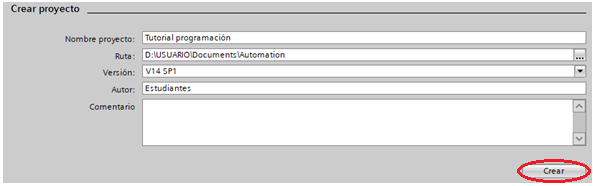 Crear proyecto
Nombre proyecto: Tutorial programación
Ruta: D:\USUARIO\Documents\Automation ...
Versión: V14 SP1
Autor: Estudiantes
Comentario
Crear